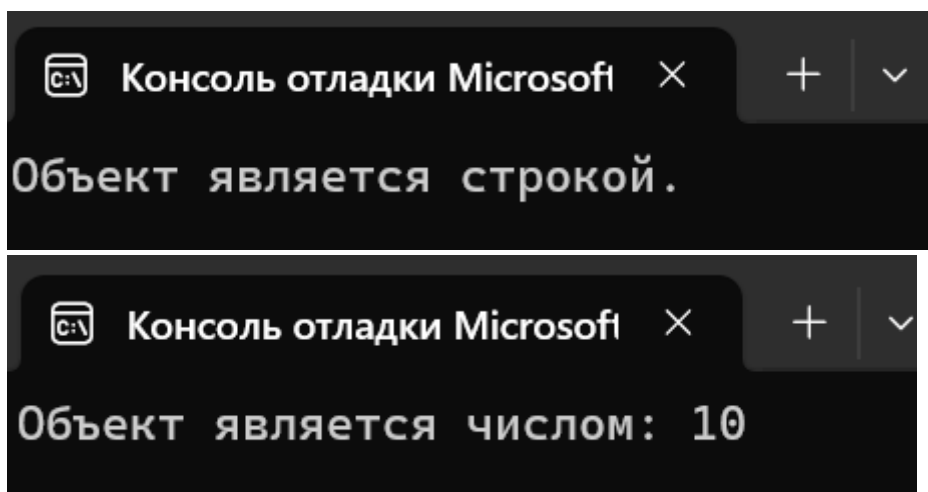 Консоль отладки Microsoft
Объект является строкой.
Консоль отладки Microsoft
Объект является числом: 10